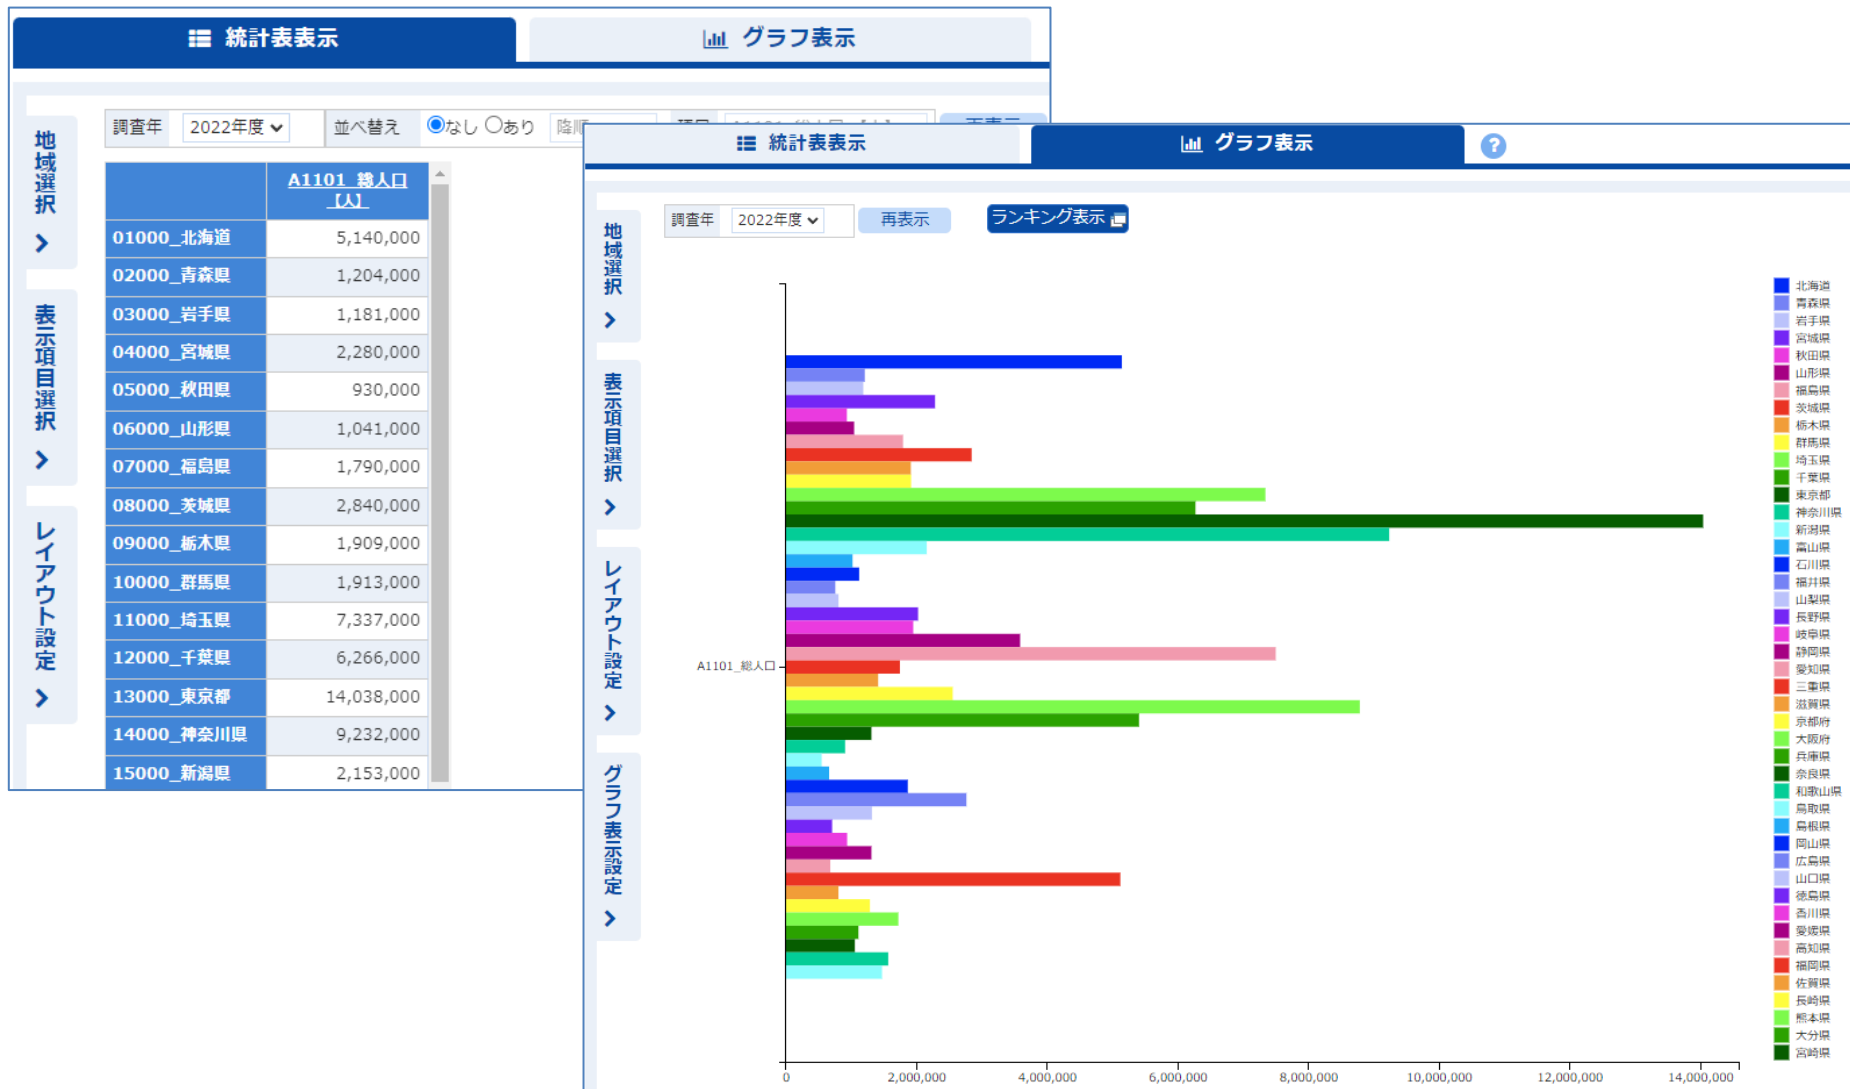 統計表表示
グラフ表示
地域選択
表示項目選択
レイアウト設定
調査年 2022年度 並べ替え なし あり 降順
A1101_総人口【人】
01000_北海道 5,140,000
02000_青森県 1,204,000
03000_岩手県 1,181,000
04000_宮城県 2,280,000
05000_秋田県 930,000
06000_山形県 1,041,000
07000_福島県 1,790,000
08000_茨城県 2,840,000
09000_栃木県 1,909,000
10000_群馬県 1,913,000
11000_埼玉県 7,337,000
12000_千葉県 6,266,000
13000_東京都 14,038,000
14000_神奈川県 9,232,000
15000_新潟県 2,153,000
統計表表示
グラフ表示
?
地域選択
表示項目選択
レイアウト設定
グラフ表示設定
調査年 2022年度 再表示 ランキング表示
A1101_総人口
0 2,000,000 4,000,000 6,000,000 8,000,000 10,000,000 12,000,000 14,000,000
北海道
青森県
岩手県
宮城県
秋田県
山形県
福島県
茨城県
栃木県
群馬県
埼玉県
千葉県
東京都
神奈川県
新潟県
富山県
石川県
福井県
山梨県
長野県
岐阜県
静岡県
愛知県
三重県
滋賀県
京都府
大阪府
兵庫県
奈良県
和歌山県
鳥取県
島根県
岡山県
広島県
山口県
徳島県
香川県
愛媛県
高知県
福岡県
佐賀県
長崎県
熊本県
大分県
宮崎県